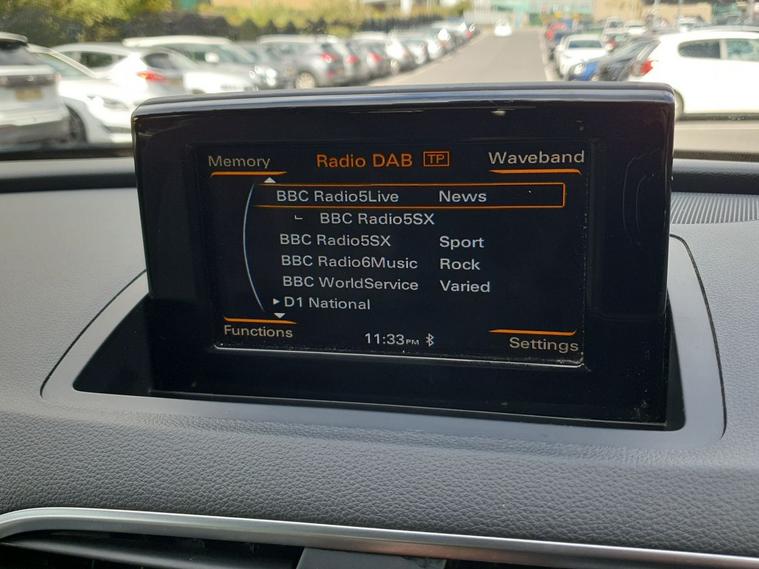 Memory Radio DAB TP Waveband
BBC Radio5Live News
BBC Radio5SX
BBC Radio5SX Sport
BBC Radio6Music Rock
BBC WorldService Varied
D1 National
Functions 11:33PM Settings